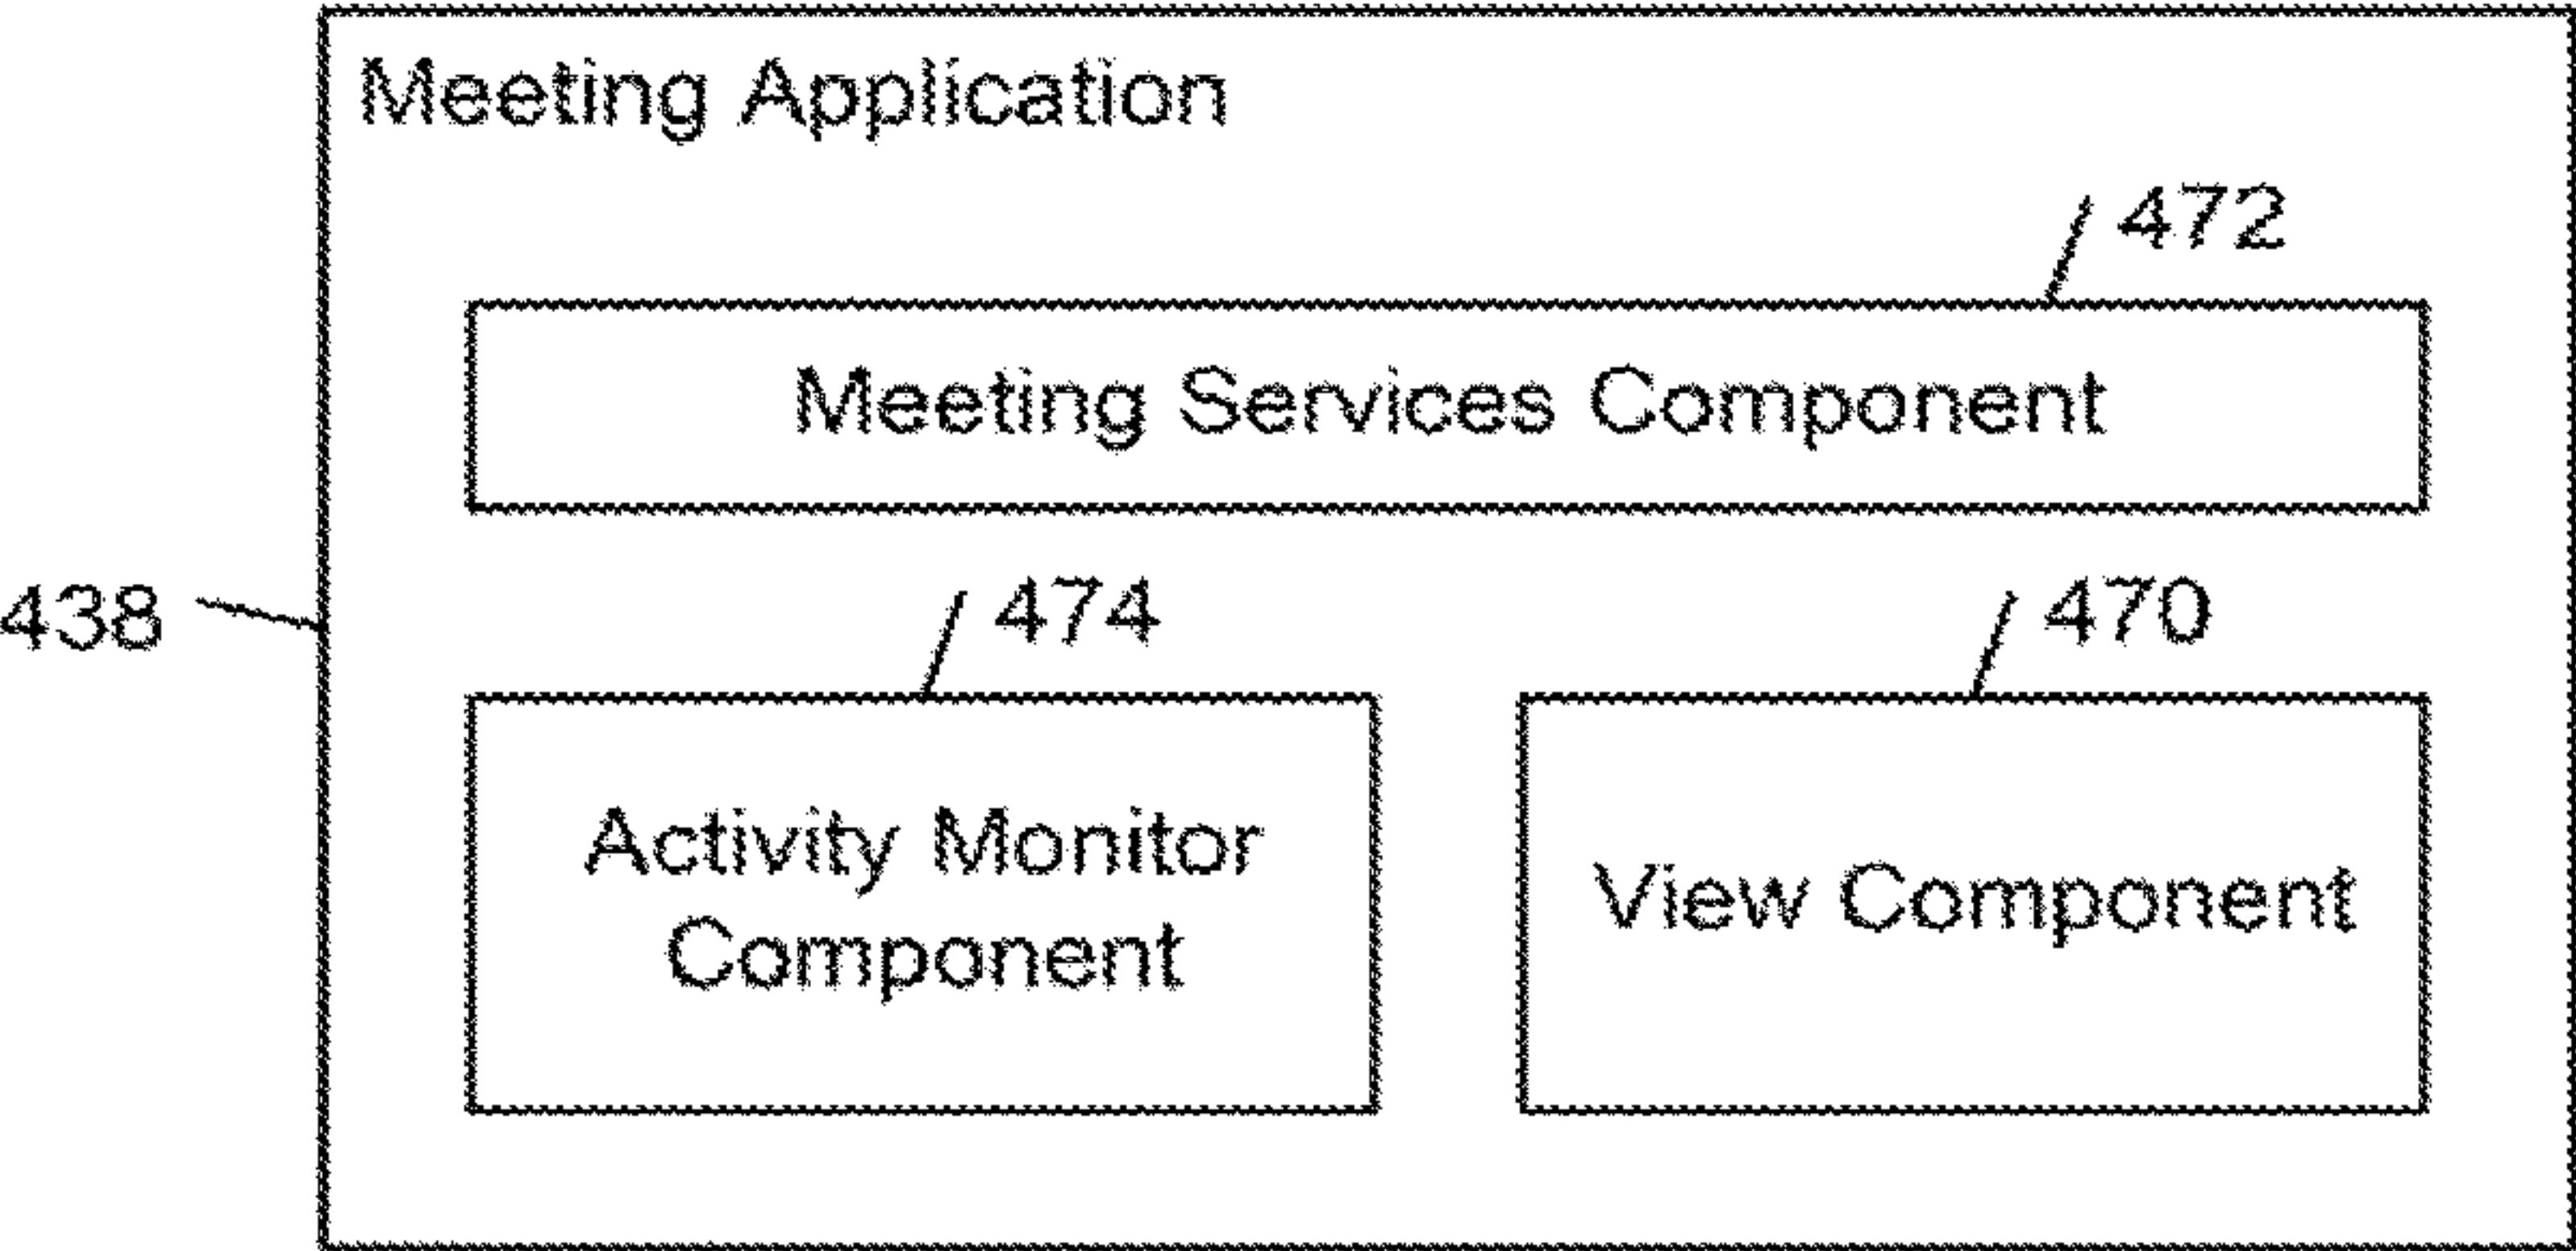 Meeting Application
472
Meeting Services Component
438
474
470
Activity Monitor
Component
View Component